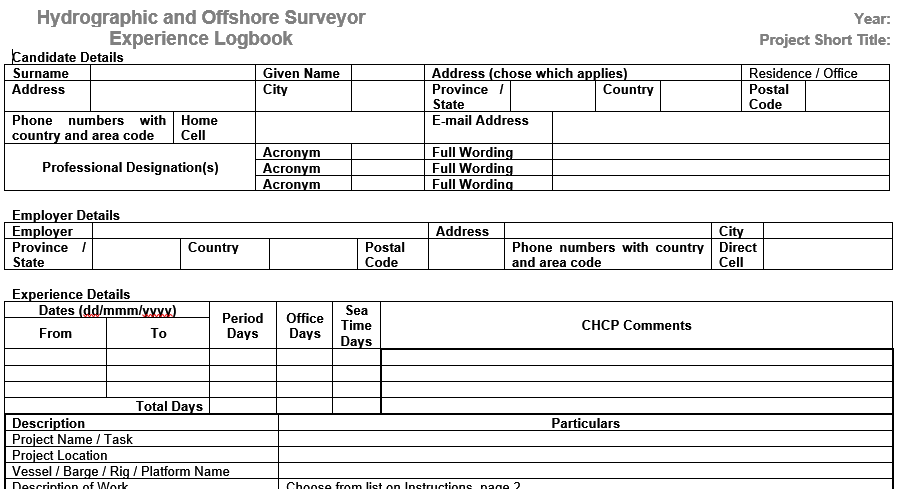 Hydrographic and Offshore Surveyor
Experience Logbook
Year:
Project Short Title:
Candidate Details
Surname Given Name Address (chose which applies) Residence / Office
Address City Province / State Country Postal Code
Phone numbers with country and area code Home Cell E-mail Address
Professional Designation(s)
Acronym Full Wording
Acronym Full Wording
Acronym Full Wording
Employer Details
Employer Address City
Province / State Country Postal Code Phone numbers with country and area code Direct Cell
Experience Details
Dates (dd/mmm/yyyy)
From To Period Days Office Days Sea Time Days CHCP Comments
Total Days
Description Particulars
Project Name / Task
Project Location
Vessel / Barge / Rig / Platform Name
Description of Work Choose from list on Instructions, page 2